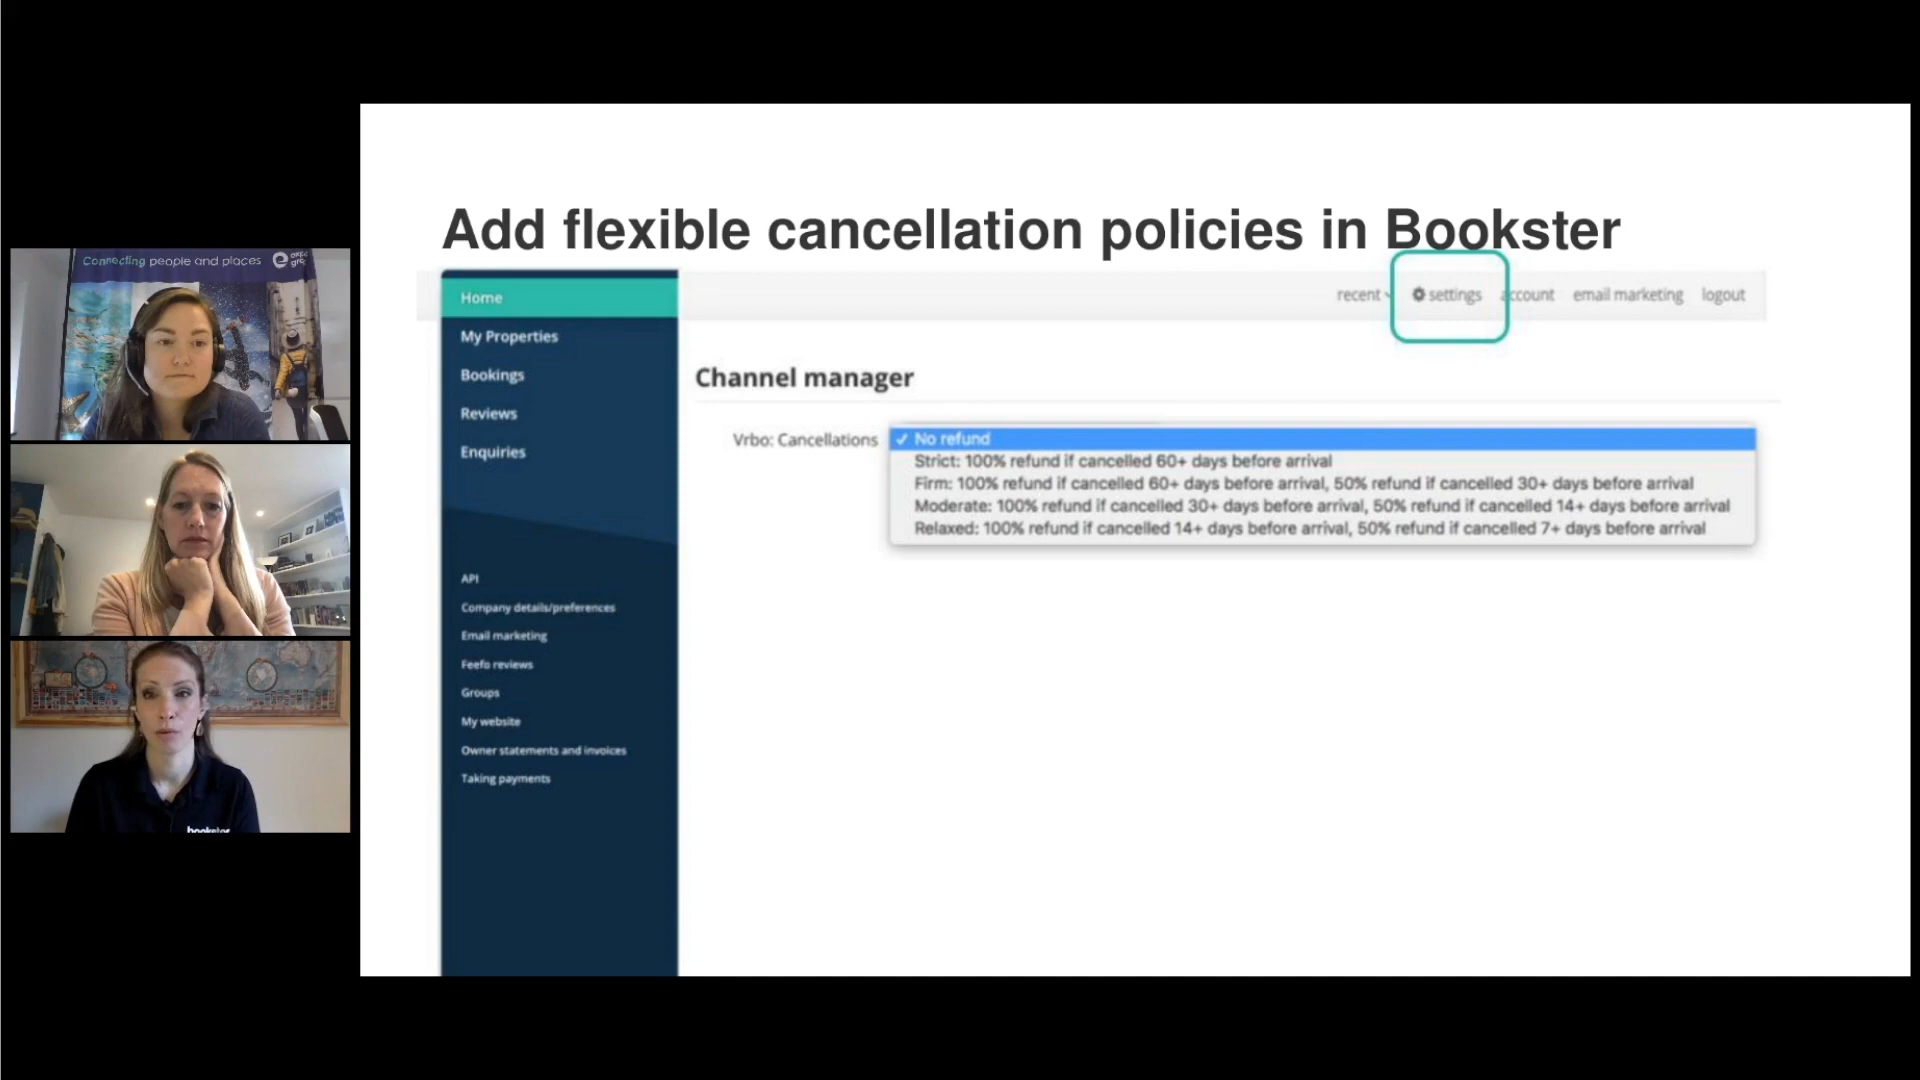 Connecting people and places
Add flexible cancellation policies in Bookster
Home
recent
settings
account
email marketing
logout
My Properties
Bookings
Reviews
Enquiries
Channel manager
Vrbo: Cancellations
✓ No refund
Strict: 100% refund if cancelled 60+ days before arrival
Firm: 100% refund if cancelled 60+ days before arrival, 50% refund if cancelled 30+ days before arrival
Moderate: 100% refund if cancelled 30+ days before arrival, 50% refund if cancelled 14+ days before arrival
Relaxed: 100% refund if cancelled 14+ days before arrival, 50% refund if cancelled 7+ days before arrival
API
Company details/preferences
Email marketing
Feefo reviews
Groups
My website
Owner statements and invoices
Taking payments
bookster